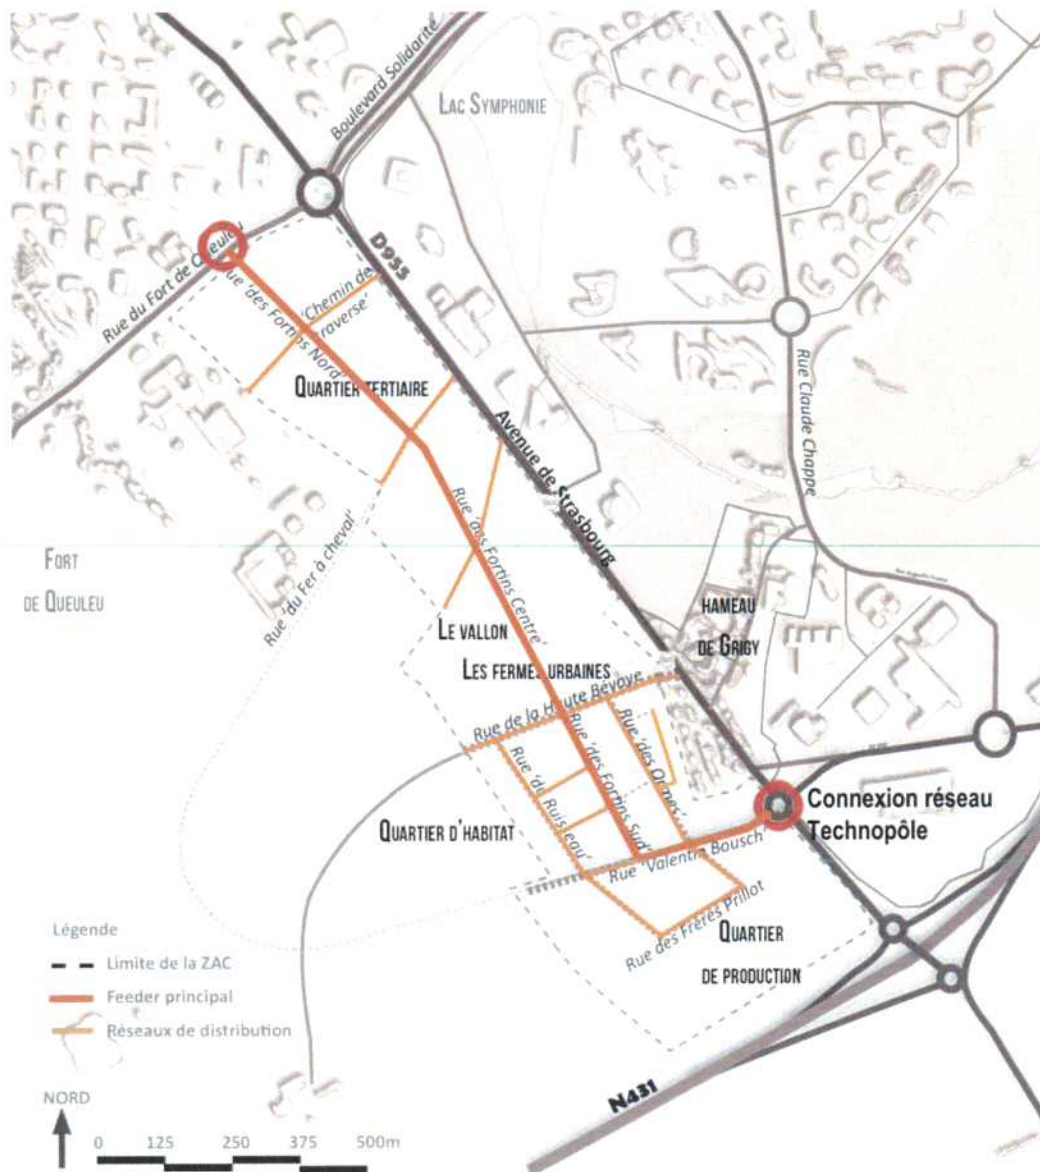 Boulevard Solidarité
LAC SYMPHONIE
D955
Rue du Fort de Queuleu
Rue 'des Fortins Nord'
'Chemin de
Traverse'
QUARTIER TERTIAIRE
Avenue de Strasbourg
Rue Claude Chappe
Rue 'des Fortins Centre'
Rue 'du Fer à cheval'
FORT
DE QUEULEU
HAMEAU
DE GRIGY
LE VALLON
LES FERMES URBAINES
Rue de la Haute Bévoye
Rue 'des Fortins Sud'
Rue 'des Ormes'
Rue 'du Ruisseau'
QUARTIER D'HABITAT
Connexion réseau
Technopôle
Rue 'Valentin Bousch'
Rue des Frères Prillot
QUARTIER
DE PRODUCTION
N431
Légende
Limite de la ZAC
Feeder principal
Réseaux de distribution
NORD
0 125 250 375 500m